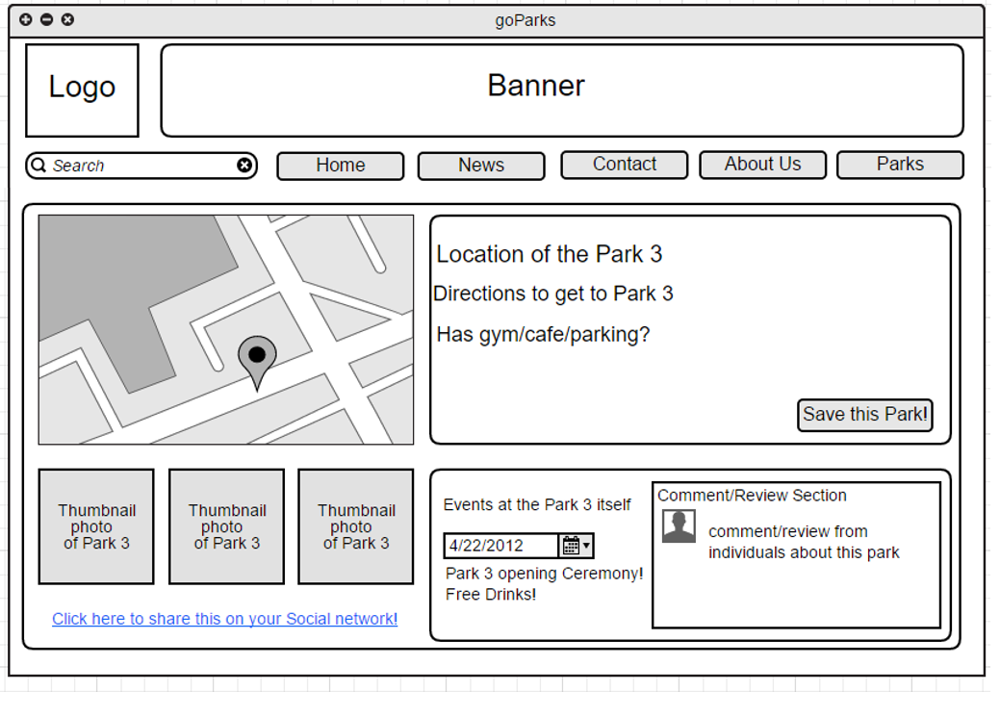 goParks
Logo
Banner
Search
Home
News
Contact
About Us
Parks
Location of the Park 3
Directions to get to Park 3
Has gym/cafe/parking?
Save this Park!
Thumbnail
photo
of Park 3
Thumbnail
photo
of Park 3
Thumbnail
photo
of Park 3
Click here to share this on your Social network!
Events at the Park 3 itself
4/22/2012
Park 3 opening Ceremony!
Free Drinks!
Comment/Review Section
comment/review from
individuals about this park